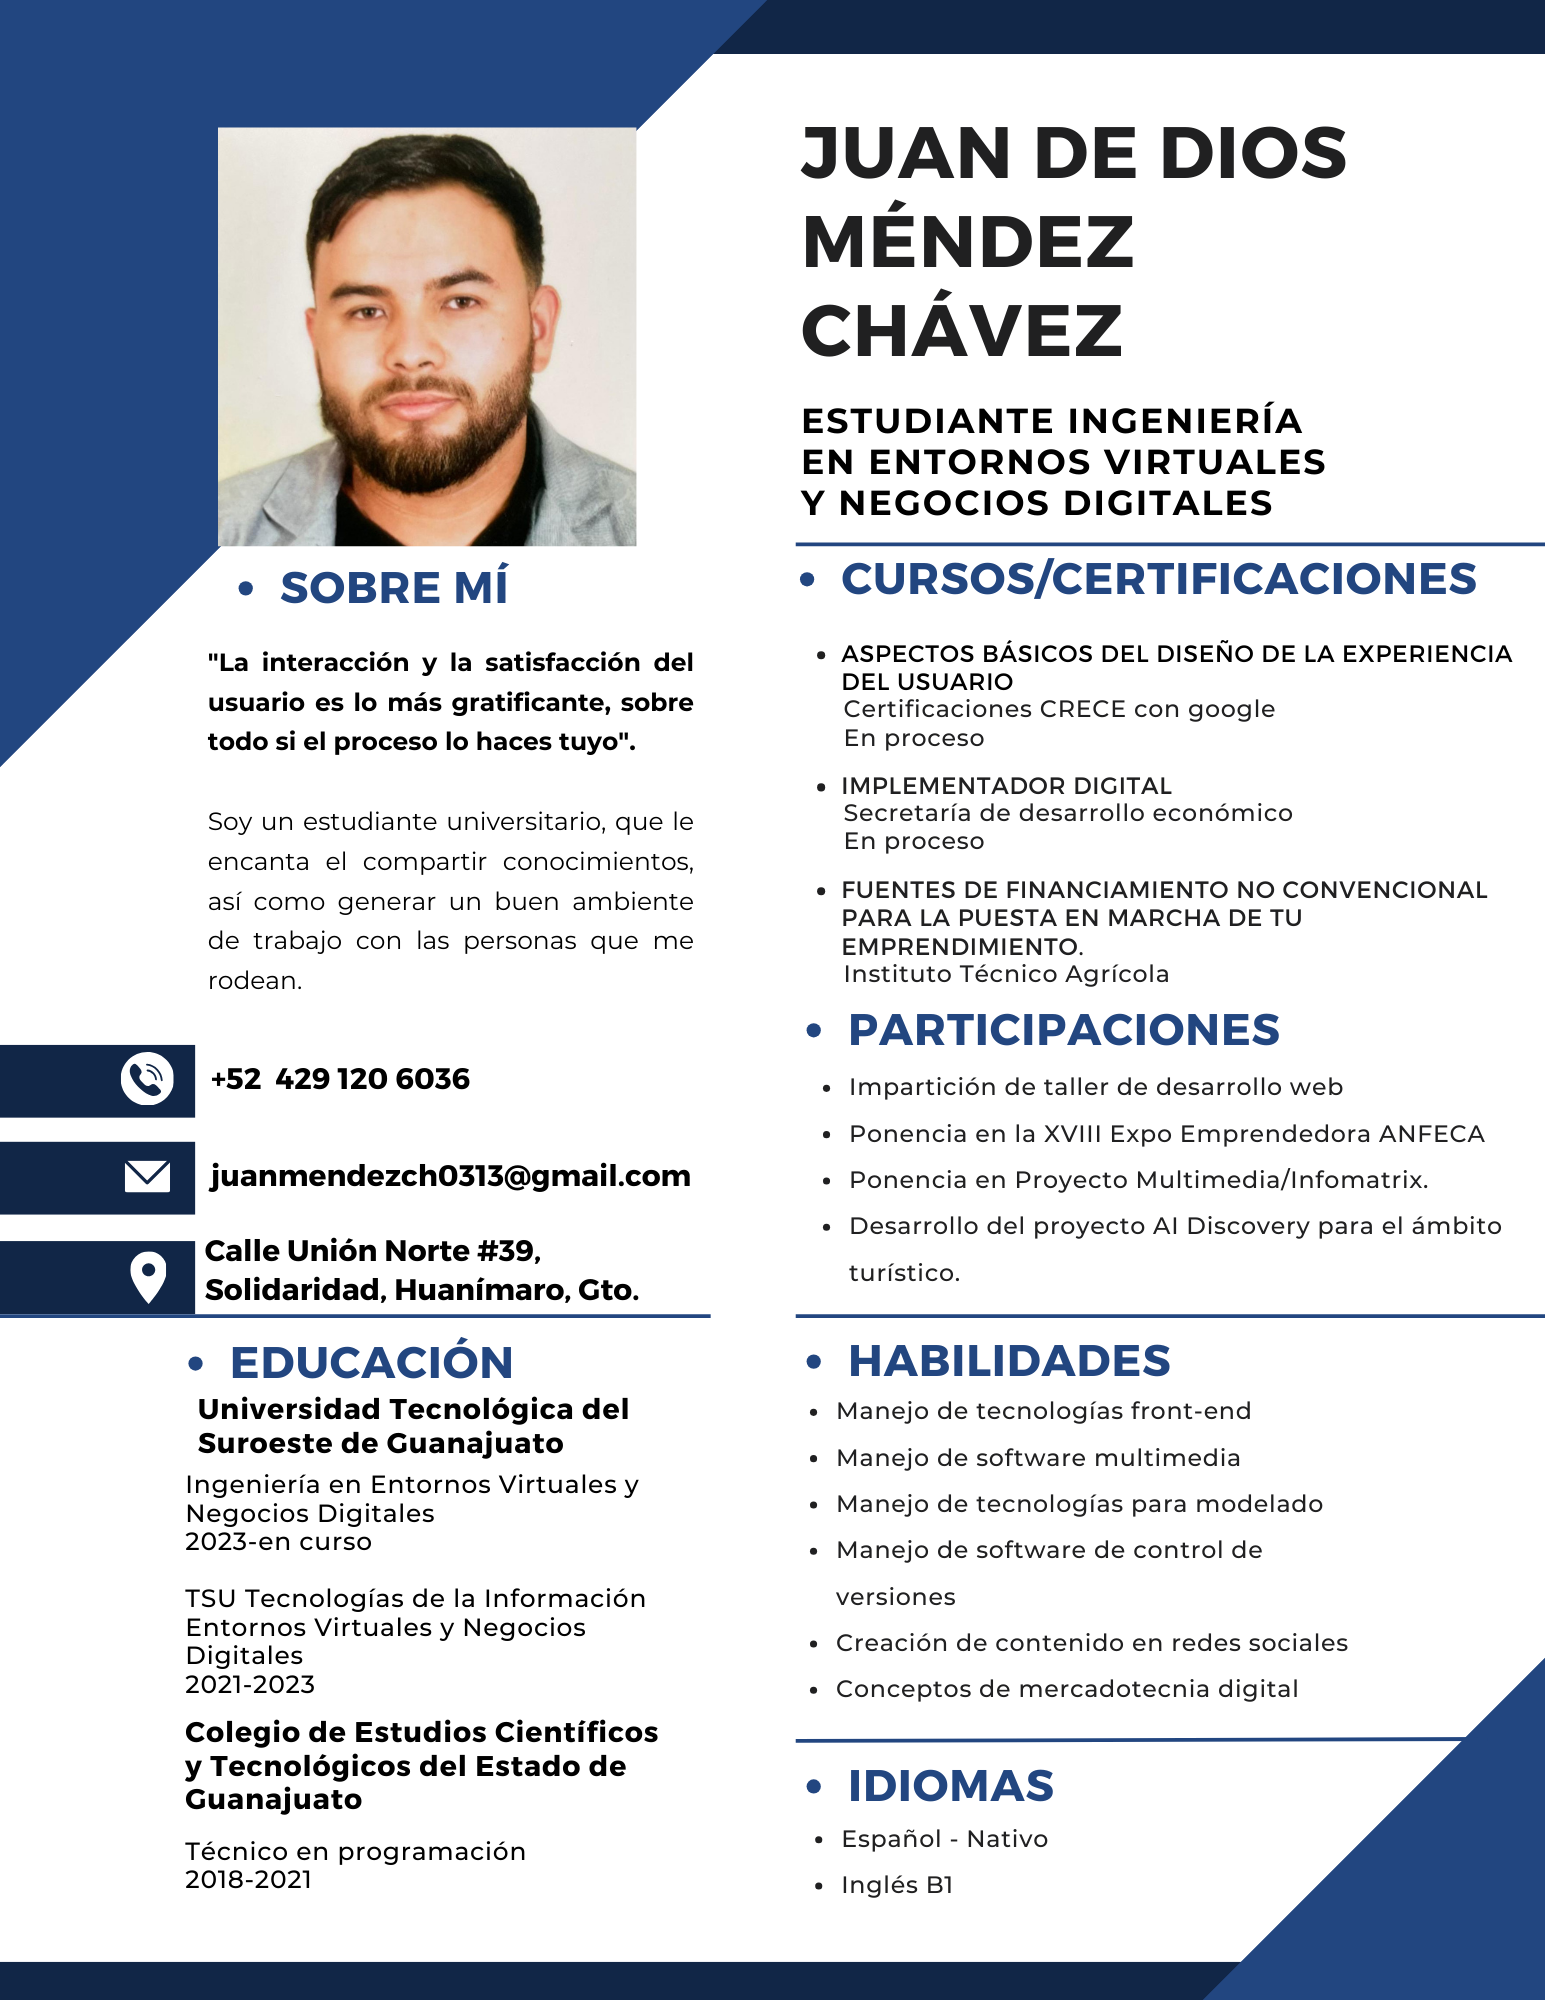 JUAN DE DIOS
MÉNDEZ
CHÁVEZ
ESTUDIANTE INGENIERÍA
EN ENTORNOS VIRTUALES
Y NEGOCIOS DIGITALES
• SOBRE MÍ
"La interacción y la satisfacción del
usuario es lo más gratificante, sobre
todo si el proceso lo haces tuyo".
Soy un estudiante universitario, que le
encanta el compartir conocimientos,
así como generar un buen ambiente
de trabajo con las personas que me
rodean.
+52 429 120 6036
juanmendezch0313@gmail.com
Calle Unión Norte #39,
Solidaridad, Huanímaro, Gto.
• EDUCACIÓN
Universidad Tecnológica del
Suroeste de Guanajuato
Ingeniería en Entornos Virtuales y
Negocios Digitales
2023-en curso
TSU Tecnologías de la Información
Entornos Virtuales y Negocios
Digitales
2021-2023
Colegio de Estudios Científicos
y Tecnológicos del Estado de
Guanajuato
Técnico en programación
2018-2021
• CURSOS/CERTIFICACIONES
• ASPECTOS BÁSICOS DEL DISEÑO DE LA EXPERIENCIA
DEL USUARIO
Certificaciones CRECE con google
En proceso
• IMPLEMENTADOR DIGITAL
Secretaría de desarrollo económico
En proceso
• FUENTES DE FINANCIAMIENTO NO CONVENCIONAL
PARA LA PUESTA EN MARCHA DE TU
EMPRENDIMIENTO.
Instituto Técnico Agrícola
• PARTICIPACIONES
• Impartición de taller de desarrollo web
• Ponencia en la XVIII Expo Emprendedora ANFECA
• Ponencia en Proyecto Multimedia/Infomatrix.
• Desarrollo del proyecto AI Discovery para el ámbito
turístico.
• HABILIDADES
• Manejo de tecnologías front-end
• Manejo de software multimedia
• Manejo de tecnologías para modelado
• Manejo de software de control de
versiones
• Creación de contenido en redes sociales
• Conceptos de mercadotecnia digital
• IDIOMAS
• Español - Nativo
• Inglés B1